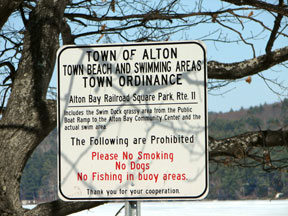 TOWN OF ALTON
TOWN BEACH AND SWIMMING AREAS
TOWN ORDINANCE
Alton Bay Railroad Square Park, Rte. 11
Includes the Swim Dock grassy area from the Public
Boat Ramp to the Alton Bay Community Center and the
actual swim area
The Following are Prohibited
Please No Smoking
No Dogs
No Fishing in buoy areas
Thank you for your cooperation.